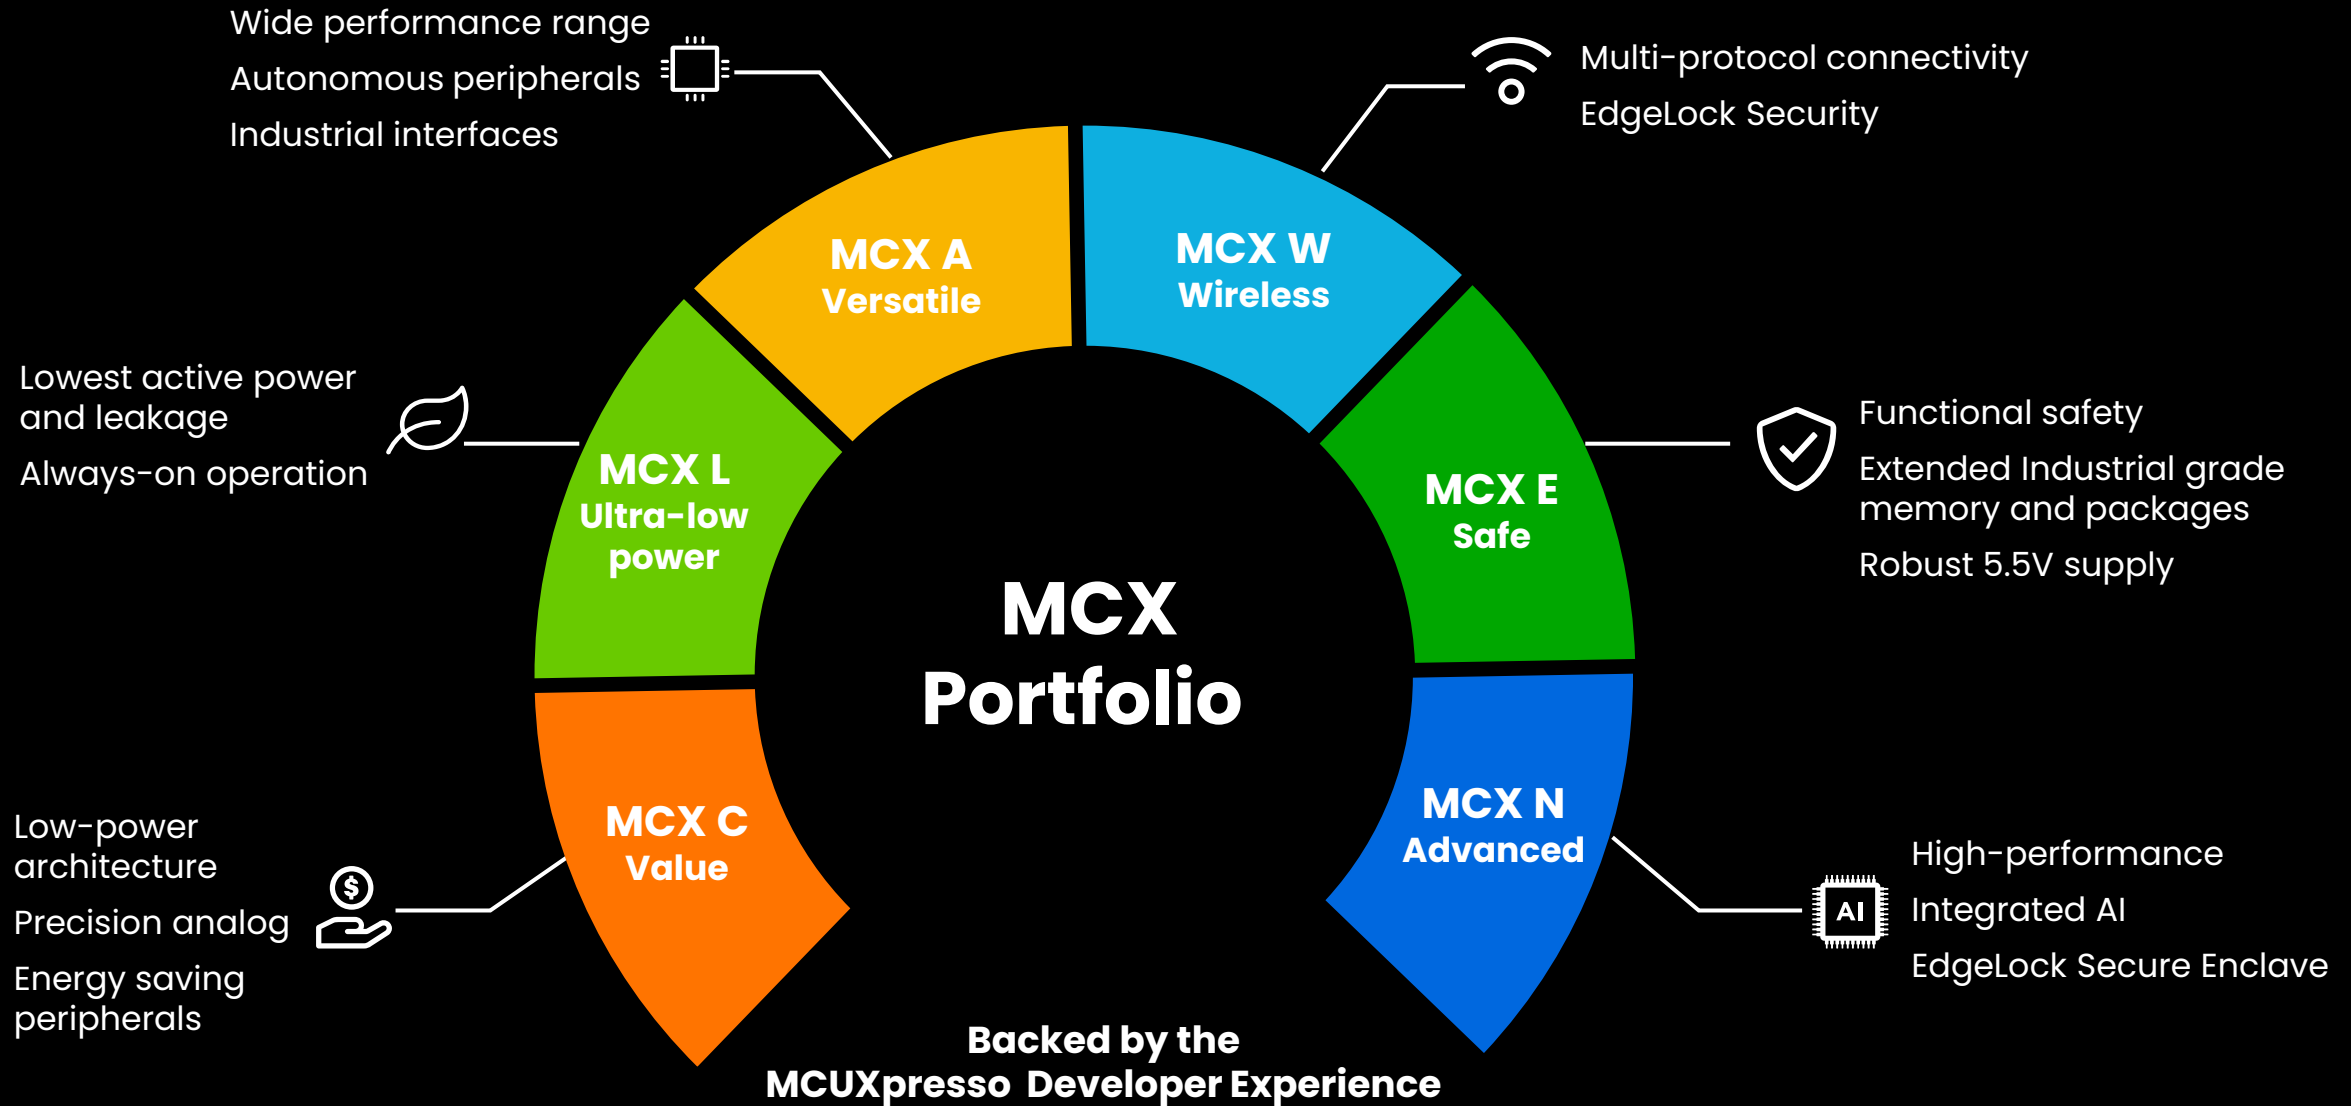 Wide performance range
Autonomous peripherals
Industrial interfaces
Multi-protocol connectivity
EdgeLock Security
MCX A
Versatile
MCX W
Wireless
Lowest active power
and leakage
Always-on operation
MCX L
Ultra-low
power
MCX E
Safe
Functional safety
Extended Industrial grade
memory and packages
Robust 5.5V supply
MCX
Portfolio
Low-power
architecture
Precision analog
Energy saving
peripherals
$
MCX C
Value
MCX N
Advanced
AI
High-performance
Integrated AI
EdgeLock Secure Enclave
Backed by the
MCUXpresso Developer Experience